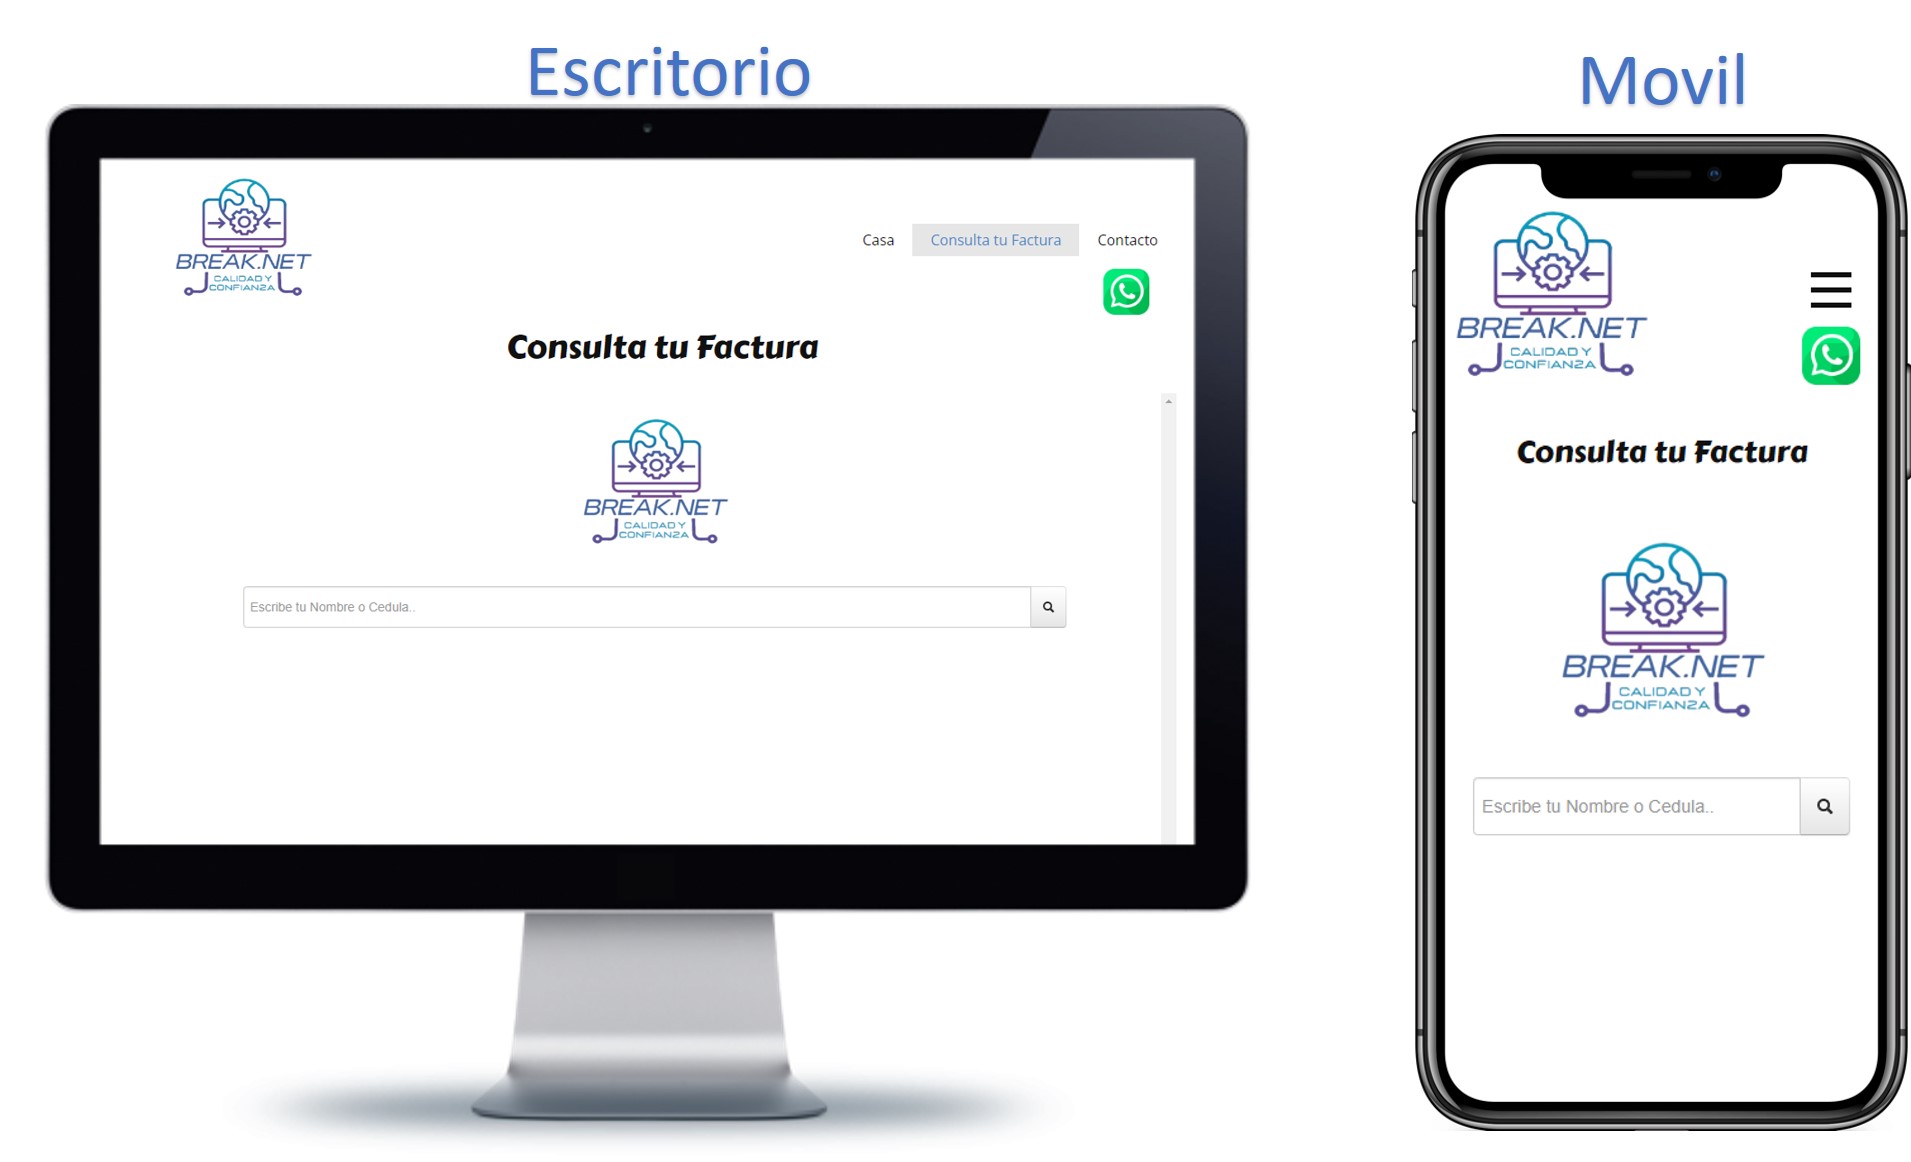 Escritorio
Movil
BREAK.NET
CALIDAD Y
CONFIANZA
Casa
Consulta tu Factura
Contacto
Consulta tu Factura
BREAK.NET
CALIDAD Y
CONFIANZA
Escribe tu Nombre o Cedula..
BREAK.NET
CALIDAD Y
CONFIANZA
Consulta tu Factura
BREAK.NET
CALIDAD Y
CONFIANZA
Escribe tu Nombre o Cedula..